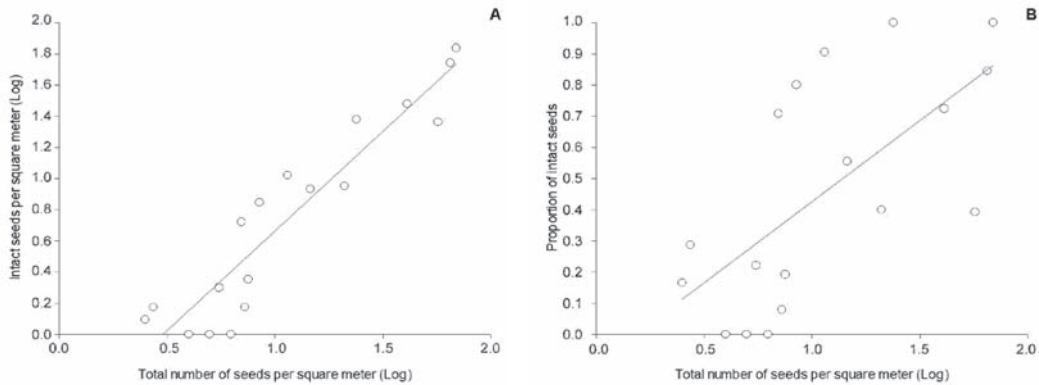 A
2.0
1.8
1.6
1.4
1.2
1.0
0.8
0.6
0.4
0.2
0.0
Intact seeds per square meter (Log)
0.0 0.5 1.0 1.5 2.0
Total number of seeds per square meter (Log)
B
1.0
0.9
0.8
0.7
0.6
0.5
0.4
0.3
0.2
0.1
0.0
Proportion of intact seeds
0.0 0.5 1.0 1.5 2.0
Total number of seeds per square meter (Log)